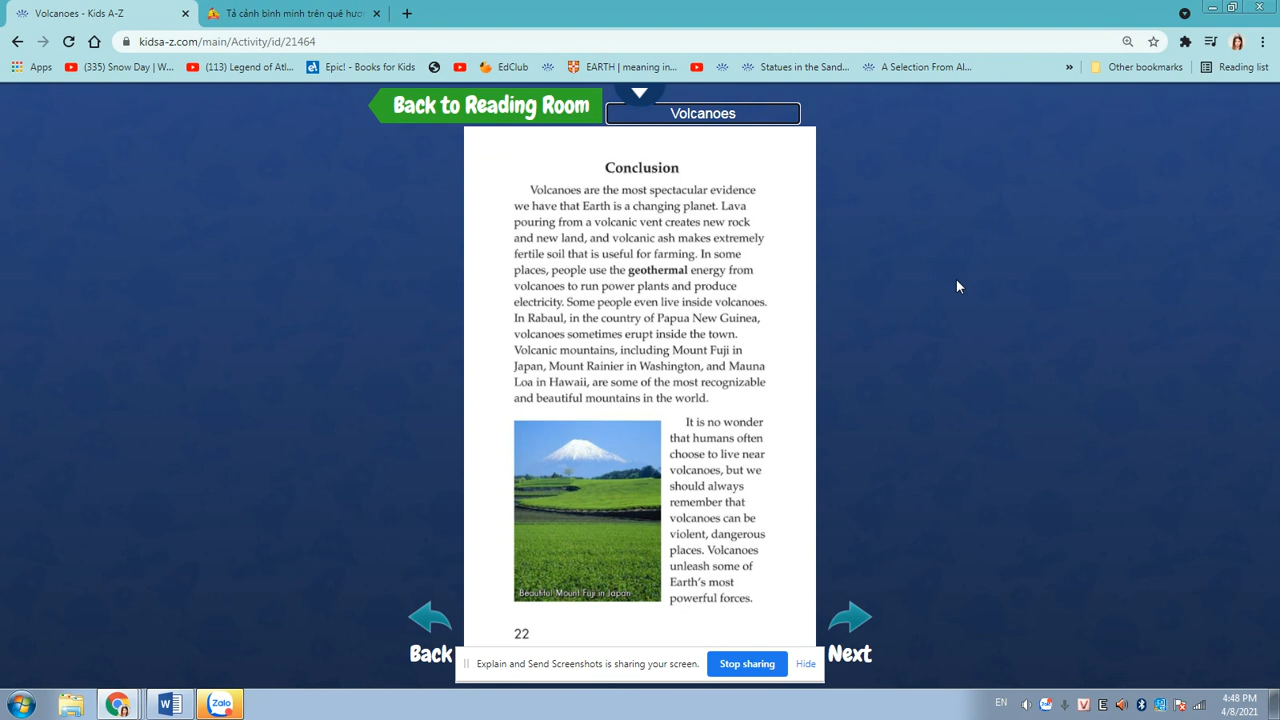 Volcanoes - Kids A-Z
Tả cảnh bình minh trên quê hươ
kidsa-z.com/main/Activity/id/21464
Apps
(335) Snow Day | W...
(113) Legend of Atl...
Epic! - Books for Kids
EdClub
EARTH | meaning in...
Statues in the Sand...
A Selection From Al...
»
Other bookmarks
Reading list
Back to Reading Room
Volcanoes
Conclusion
Volcanoes are the most spectacular evidence
we have that Earth is a changing planet. Lava
pouring from a volcanic vent creates new rock
and new land, and volcanic ash makes extremely
fertile soil that is useful for farming. In some
places, people use the geothermal energy from
volcanoes to run power plants and produce
electricity. Some people even live inside volcanoes.
In Rabaul, in the country of Papua New Guinea,
volcanoes sometimes erupt inside the town.
Volcanic mountains, including Mount Fuji in
Japan, Mount Rainier in Washington, and Mauna
Loa in Hawaii, are some of the most recognizable
and beautiful mountains in the world.
It is no wonder
that humans often
choose to live near
volcanoes, but we
should always
remember that
volcanoes can be
violent, dangerous
places. Volcanoes
unleash some of
Earth's most
powerful forces.
Beautiful Mount Fuji in Japan
22
Back
Next
Explain and Send Screenshots is sharing your screen.
Stop sharing
Hide
Zalo
EN
4:48 PM
4/8/2021